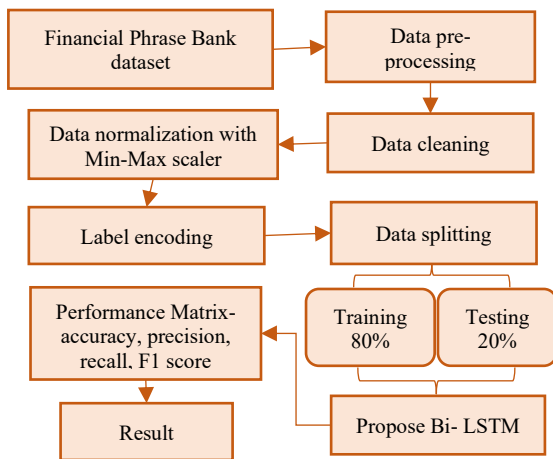 Financial Phrase Bank
dataset
Data pre-
processing
Data cleaning
Data normalization with
Min-Max scaler
Label encoding
Data splitting
Training
80%
Testing
20%
Propose Bi- LSTM
Performance Matrix-
accuracy, precision,
recall, F1 score
Result